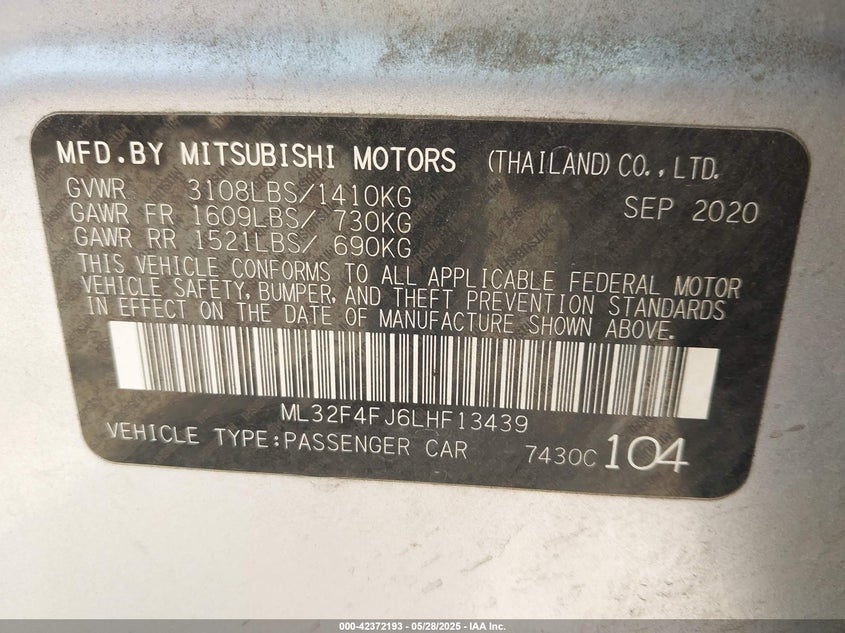 MFD.BY MITSUBISHI MOTORS (THAILAND) CO.,LTD.
GVWR 3108LBS/1410KG SEP 2020
GAWR FR 1609LBS/ 730KG
GAWR RR 1521LBS/ 690KG
THIS VEHICLE CONFORMS TO ALL APPLICABLE FEDERAL MOTOR
VEHICLE SAFETY, BUMPER, AND THEFT PREVENTION STANDARDS
IN EFFECT ON THE DATE OF MANUFACTURE SHOWN ABOVE.
ML32F4FJ6LHF13439
VEHICLE TYPE:PASSENGER CAR 7430C 104
000-42372193 - 05/28/2025 - IAA Inc.